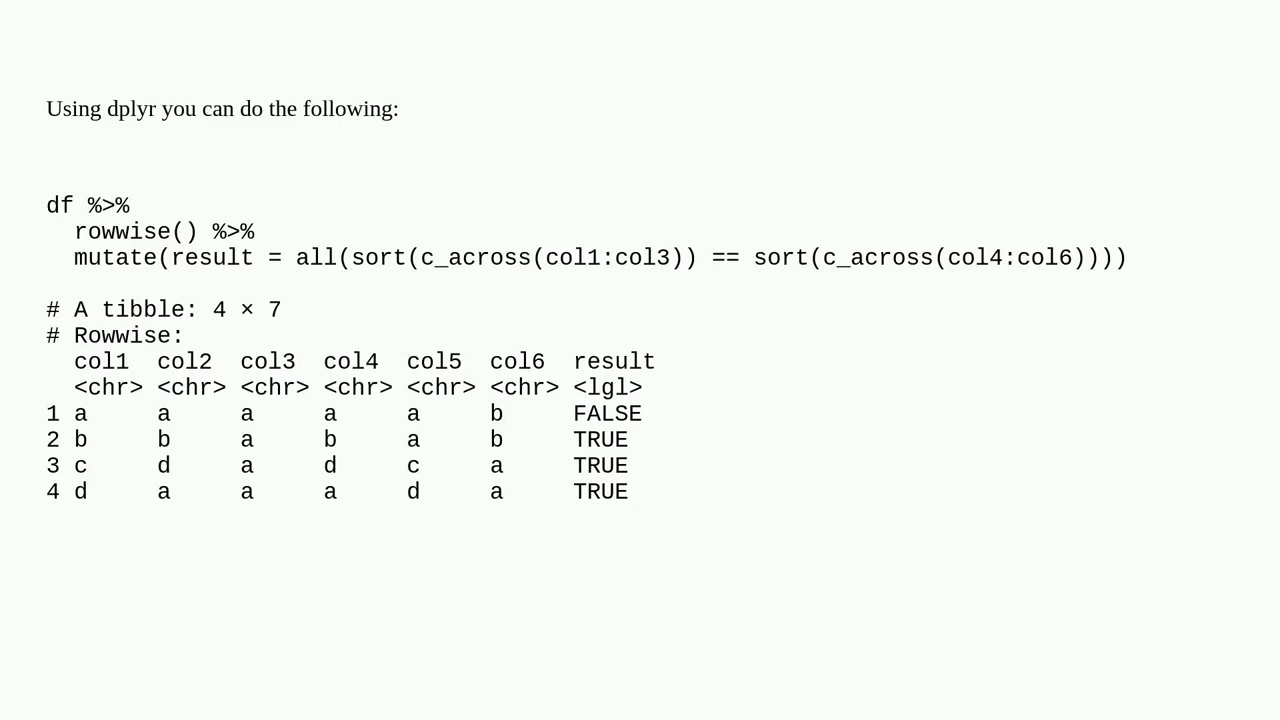 Using dplyr you can do the following:
df %>%
  rowwise() %>%
  mutate(result = all(sort(c_across(col1:col3)) == sort(c_across(col4:col6))))
# A tibble: 4 × 7
# Rowwise:
  col1  col2  col3  col4  col5  col6  result
  <chr> <chr> <chr> <chr> <chr> <chr> <lgl>
1 a     a     a     a     a     b     FALSE
2 b     b     a     b     a     b     TRUE
3 c     d     a     d     c     a     TRUE
4 d     a     a     a     d     a     TRUE